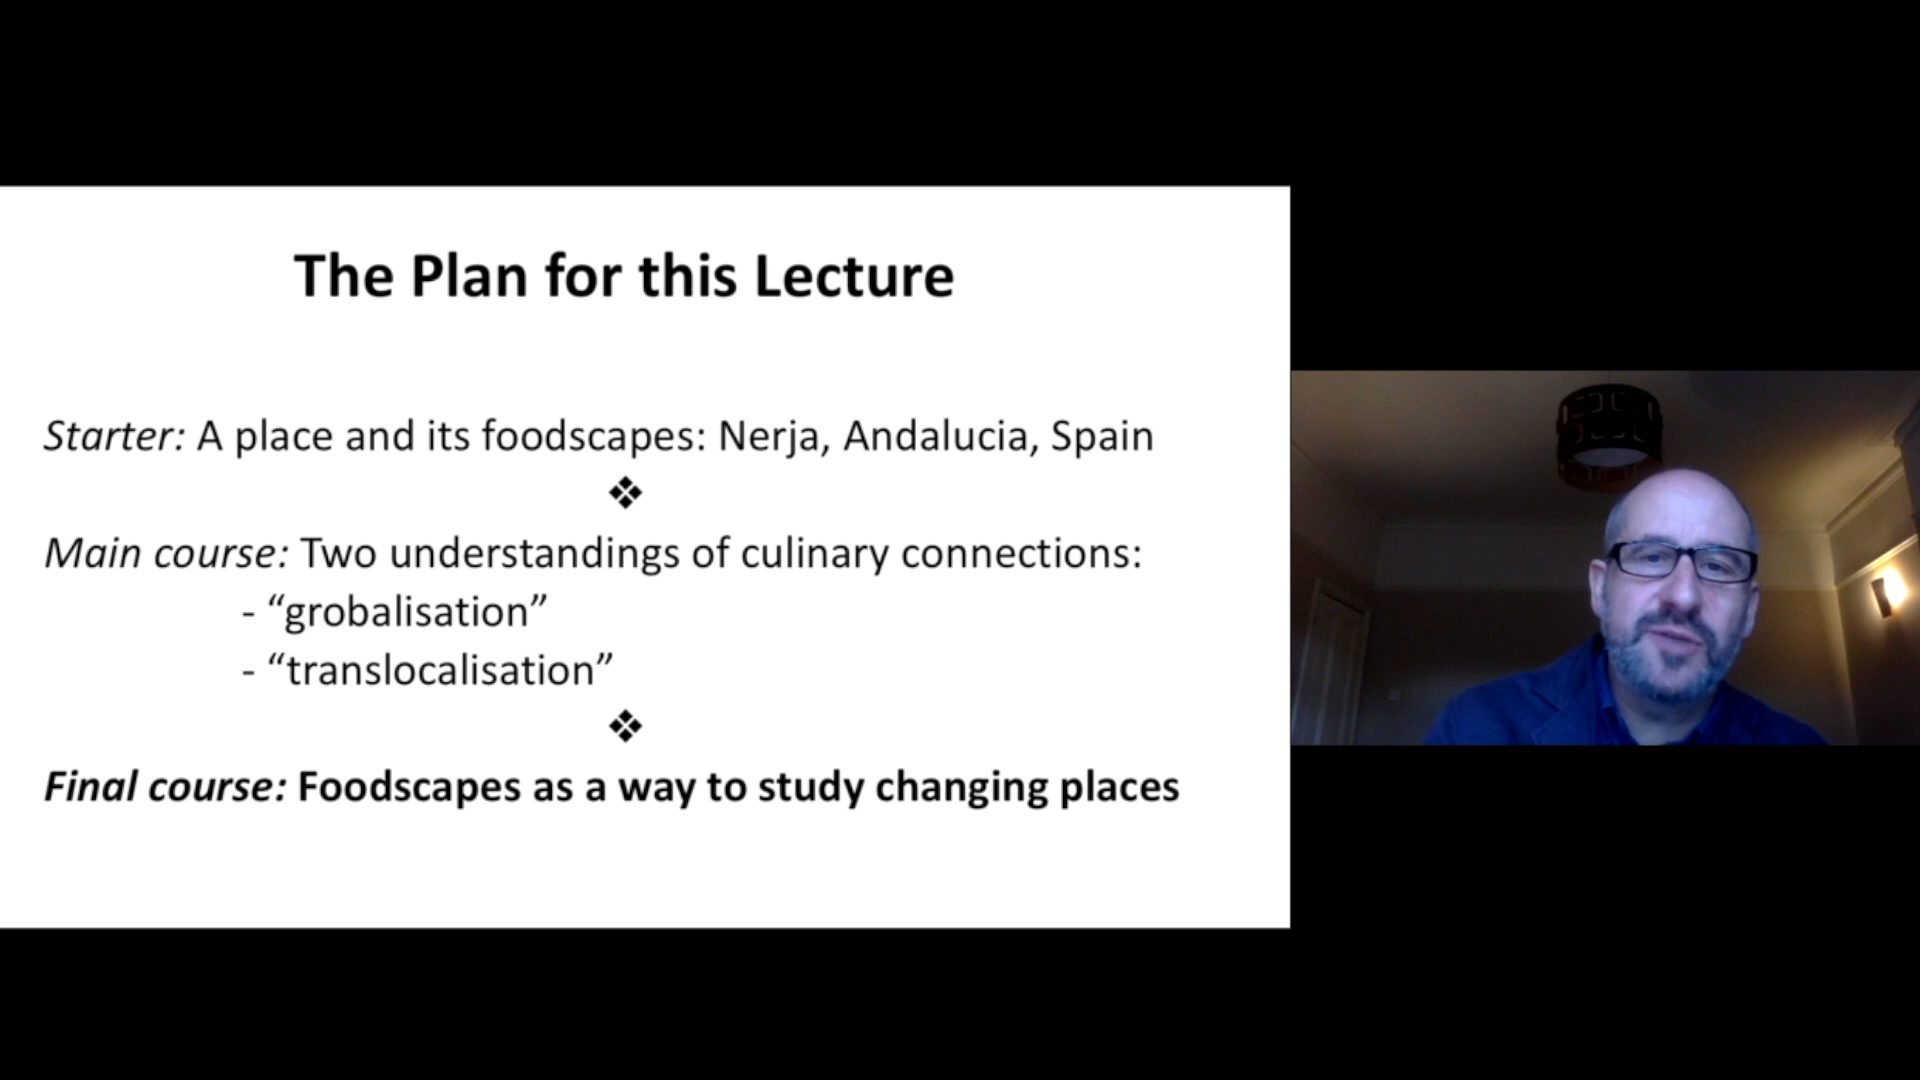 The Plan for this Lecture
Starter: A place and its foodscapes: Nerja, Andalucia, Spain
❖
Main course: Two understandings of culinary connections:
- “grobalisation”
- “translocalisation”
❖
Final course: Foodscapes as a way to study changing places